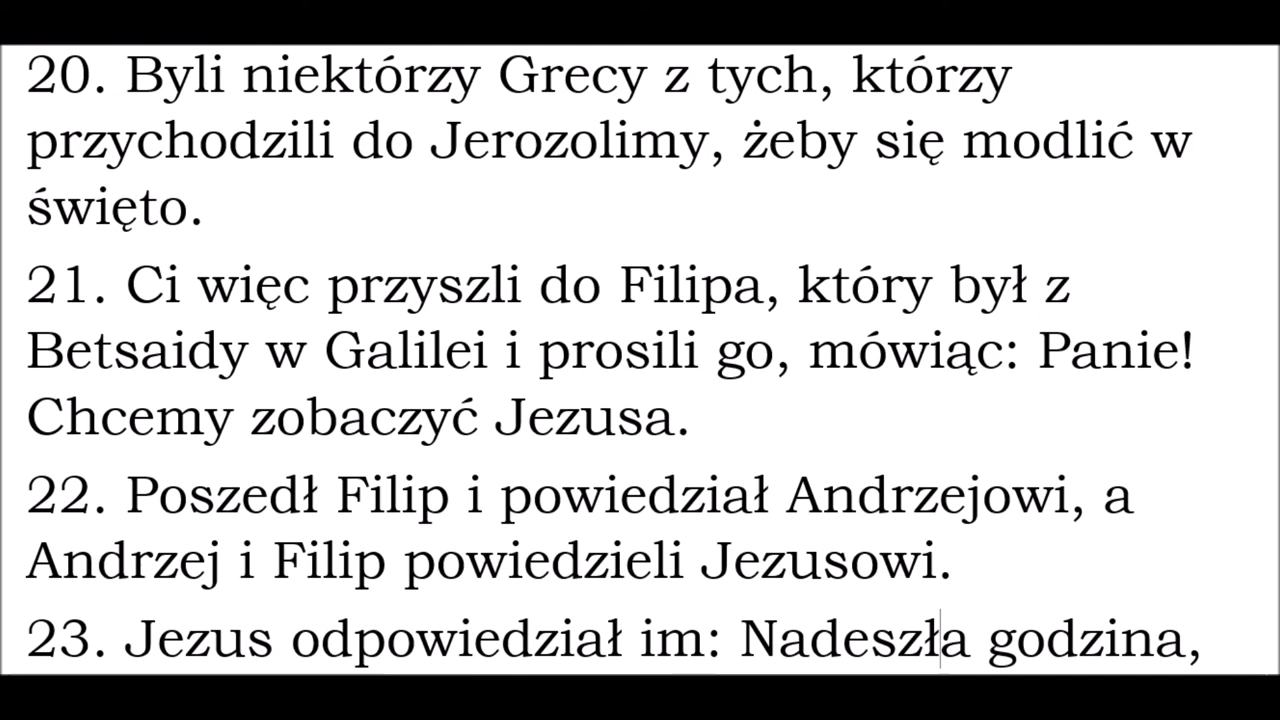 20. Byli niektórzy Grecy z tych, którzy
przychodzili do Jerozolimy, żeby się modlić w
święto.
21. Ci więc przyszli do Filipa, który był z
Betsaidy w Galilei i prosili go, mówiąc: Panie!
Chcemy zobaczyć Jezusa.
22. Poszedł Filip i powiedział Andrzejowi, a
Andrzej i Filip powiedzieli Jezusowi.
23. Jezus odpowiedział im: Nadeszła godzina,